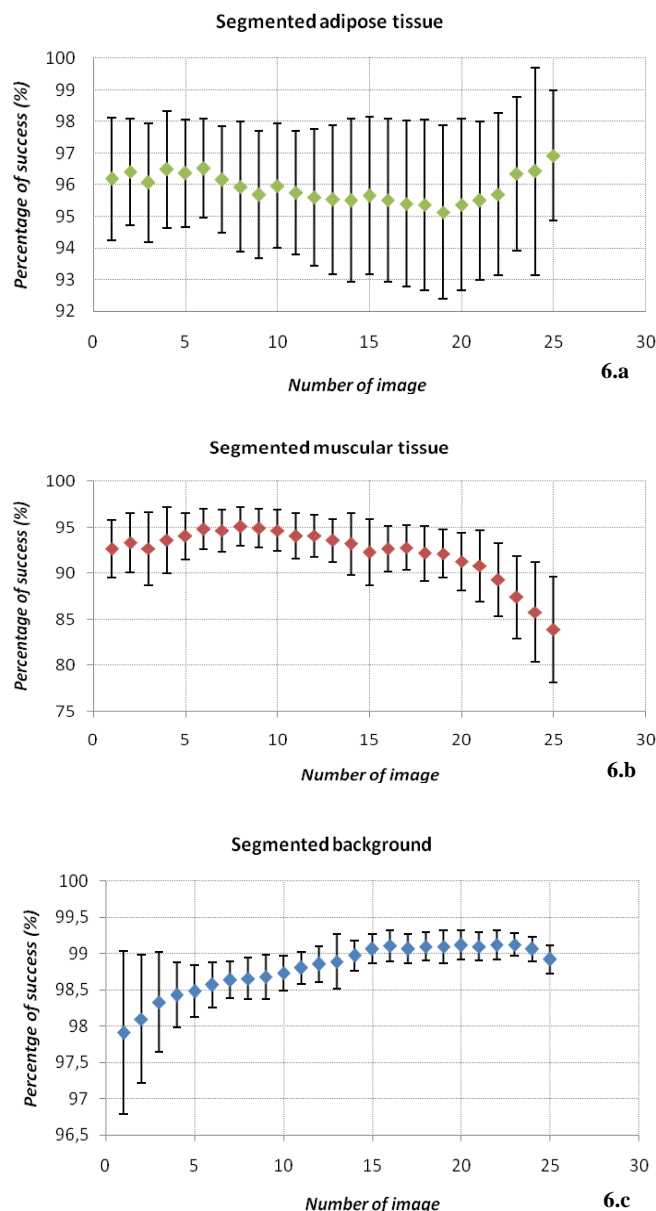 Segmented adipose tissue
Percentage of success (%)
100
99
98
97
96
95
94
93
92
0 5 10 15 20 25 30
Number of image
6.a
Segmented muscular tissue
Percentage of success (%)
100
95
90
85
80
75
0 5 10 15 20 25 30
Number of image
6.b
Segmented background
Percentge of success (%)
100
99,5
99
98,5
98
97,5
97
96,5
0 5 10 15 20 25 30
Number of image
6.c